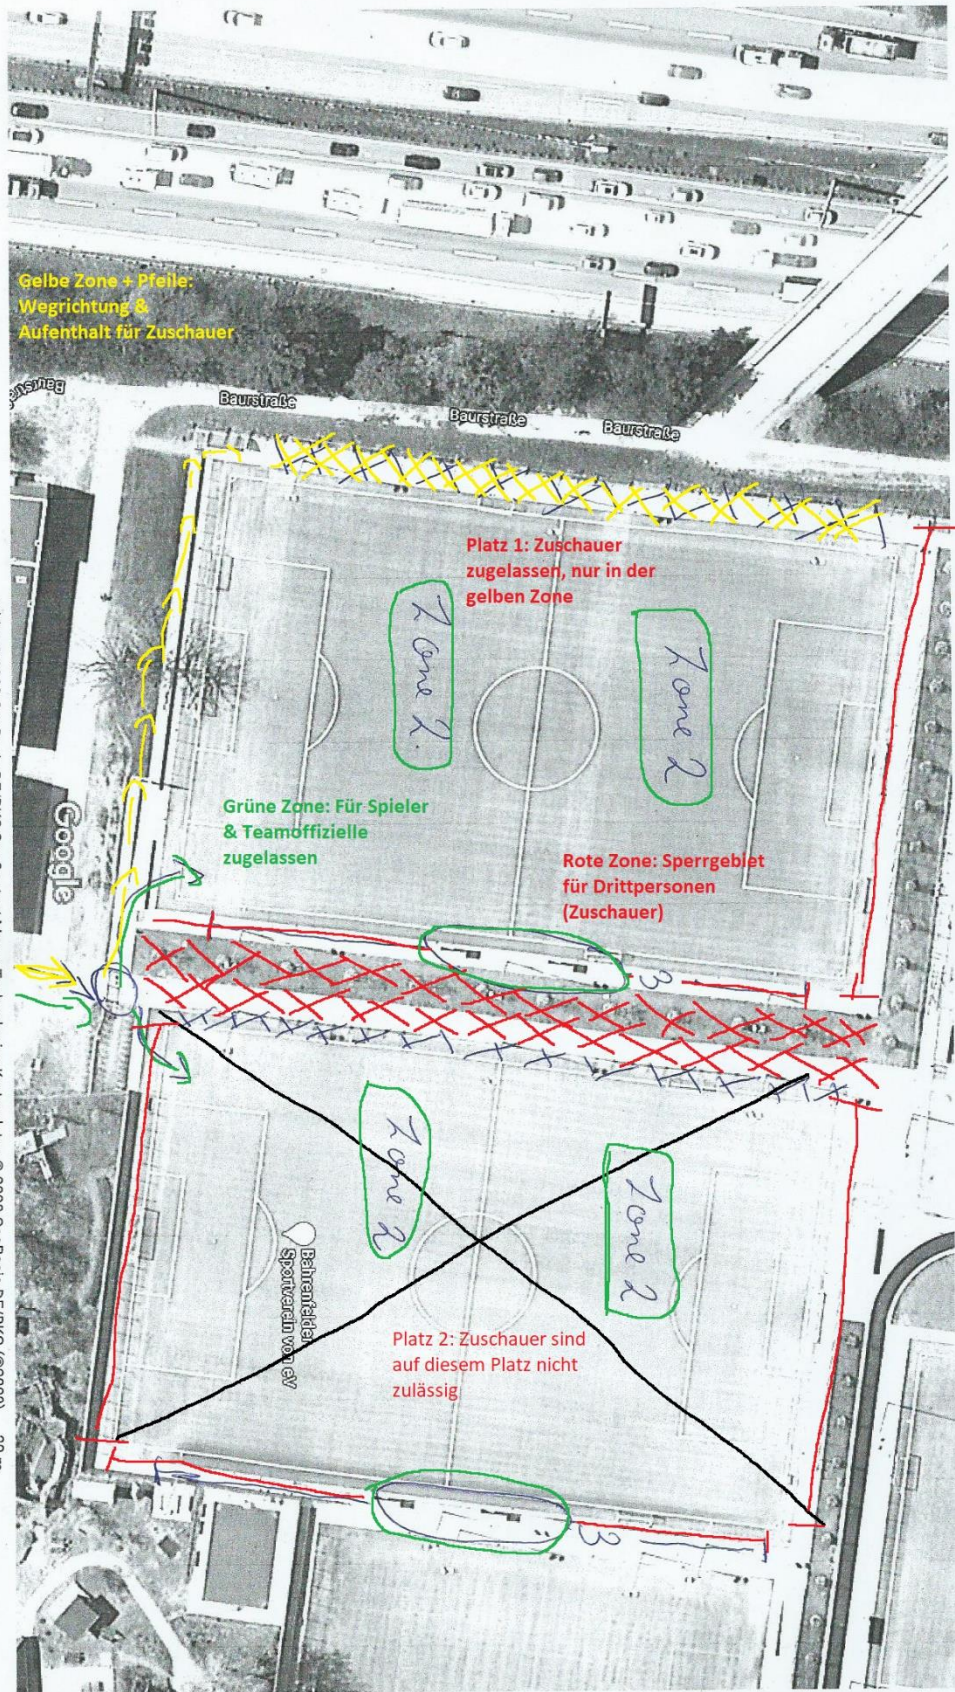 Gelbe Zone + Pfeile:
Wegrichtung &
Aufenthalt für Zuschauer
Baurstraße
Baurstraße
Baurstraße
Platz 1: Zuschauer
zugelassen, nur in der
gelben Zone
Zone 2.
Zone 2
Grüne Zone: Für Spieler
& Teamoffizielle
zugelassen
Google
Rote Zone: Sperrgebiet
für Drittpersonen
(Zuschauer)
3
Zone 2
Zone 2
Bahrenfelder
Sportverein von eV
Platz 2: Zuschauer sind
auf diesem Platz nicht
zulässig
3